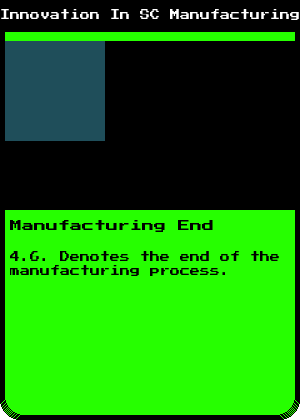 Innovation In SC Manufacturing
Manufacturing End
4.G. Denotes the end of the
manufacturing process.